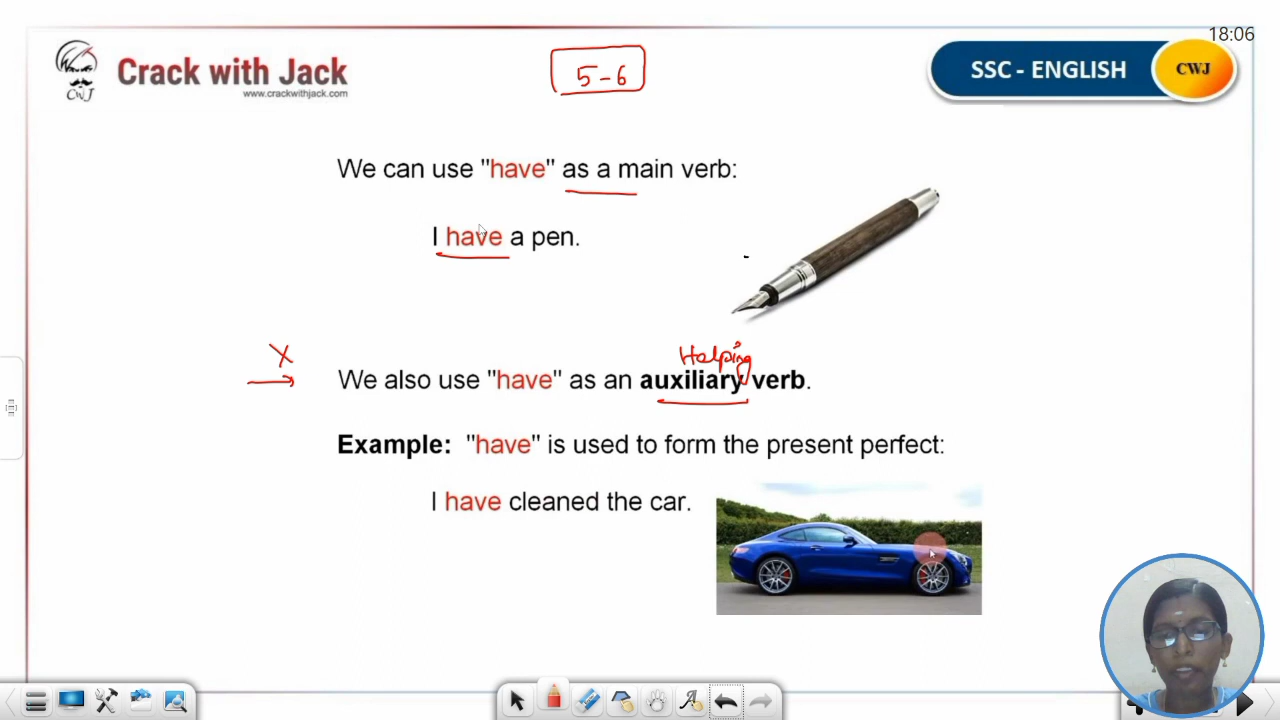 18:06
Crack with Jack
www.crackwithjack.com
CWJ
5-6
SSC - ENGLISH
CWJ
We can use "have" as a main verb:
I have a pen.
X
Helping
We also use "have" as an auxiliary verb.
Example: "have" is used to form the present perfect:
I have cleaned the car.